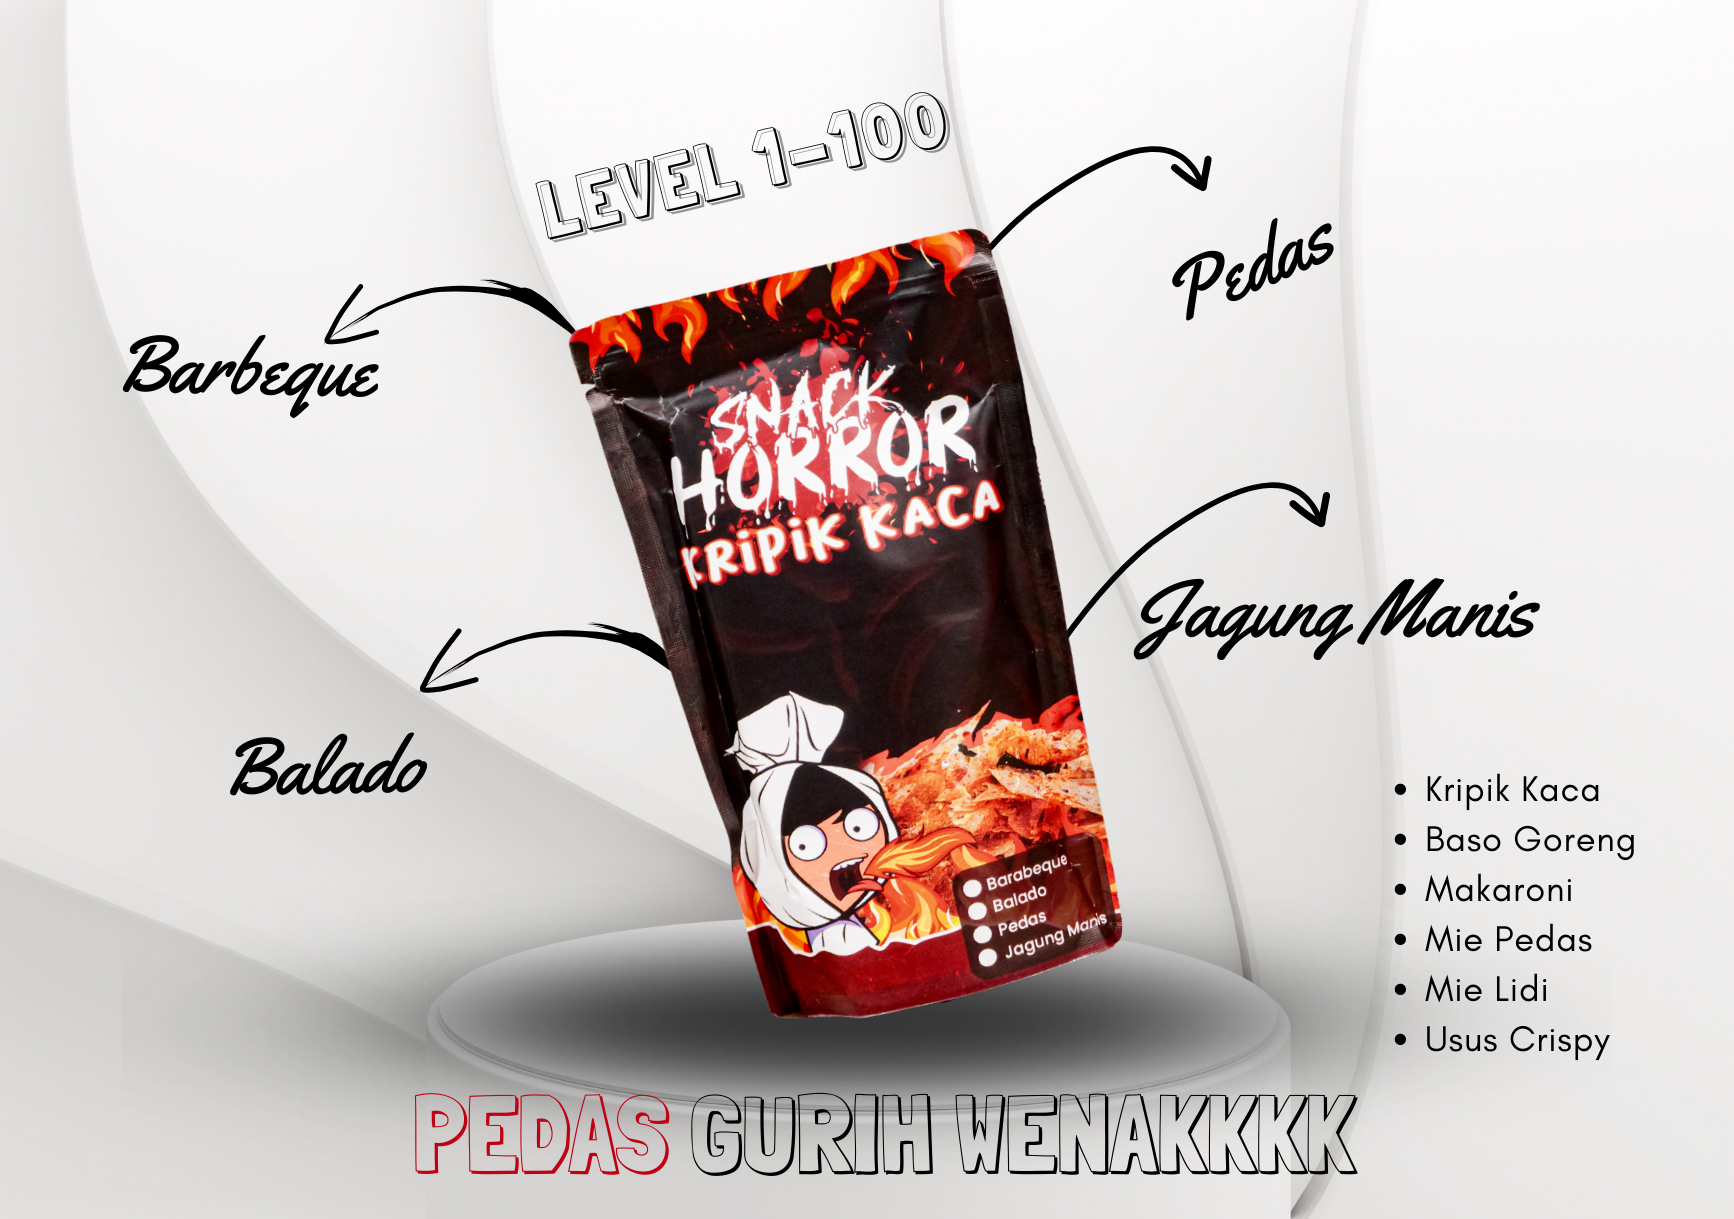 LEVEL 1-100
Pedas
Barbeque
SNACK
HORROR
KRiPiK KACA
Jagung Manis
Balado
Barabeque
Balado
Pedas
Jagung Manis
• Kripik Kaca
• Baso Goreng
• Makaroni
• Mie Pedas
• Mie Lidi
• Usus Crispy
PEDAS GURIH WENAKKKK